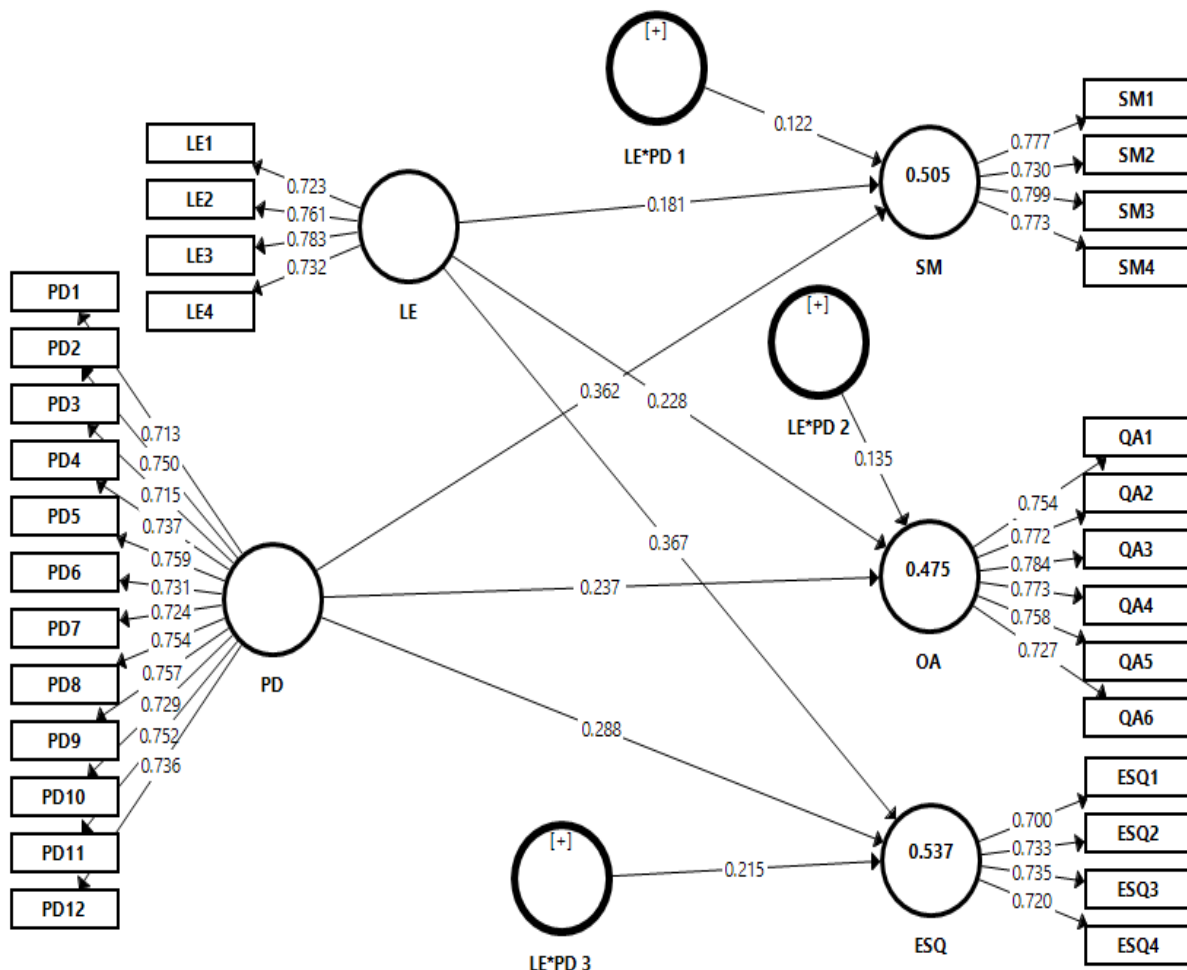 [+]
LE*PD 1
0.122
LE1
LE2
LE3
LE4
0.723
0.761
0.783
0.732
LE
0.181
0.505
SM
0.777
0.730
0.799
0.773
SM1
SM2
SM3
SM4
PD1
PD2
PD3
PD4
PD5
PD6
PD7
PD8
PD9
PD10
PD11
PD12
0.713
0.750
0.715
0.737
0.759
0.731
0.724
0.754
0.757
0.729
0.752
0.736
PD
0.362
0.228
0.367
0.237
0.288
[+]
LE*PD 2
0.135
0.475
OA
0.754
0.772
0.784
0.773
0.758
0.727
QA1
QA2
QA3
QA4
QA5
QA6
[+]
LE*PD 3
0.215
0.537
ESQ
0.700
0.733
0.735
0.720
ESQ1
ESQ2
ESQ3
ESQ4